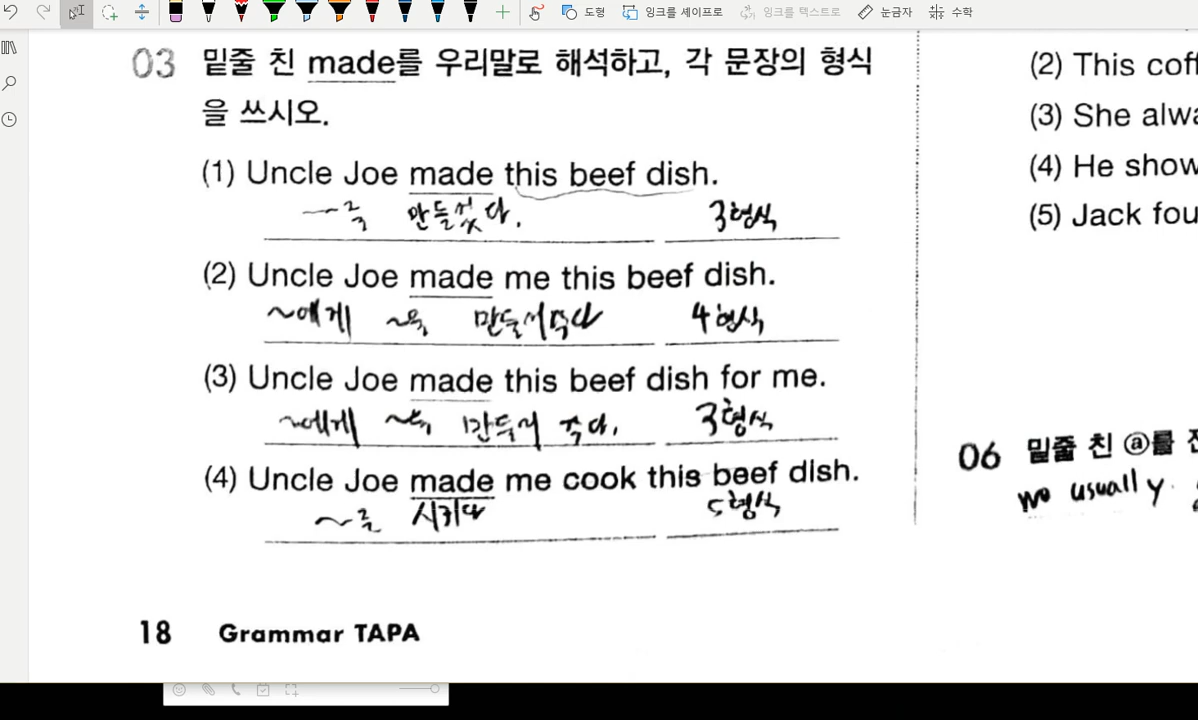 도형 잉크를 셰이프로 잉크를 텍스트로 눈금자 수학
03 밑줄 친 made를 우리말로 해석하고, 각 문장의 형식
을 쓰시오.
(1) Uncle Joe made this beef dish.
~를 만들었다. 3형식
(2) Uncle Joe made me this beef dish.
~에게 ~을 만들어주다 4형식
(3) Uncle Joe made this beef dish for me.
~에게 ~을 만들어 주다. 3형식
(4) Uncle Joe made me cook this beef dish.
~를 시키다 5형식
18 Grammar TAPA
(2) This coff
(3) She alwa
(4) He show
(5) Jack fou
06 밑줄 친 ⓐ를 전
usually